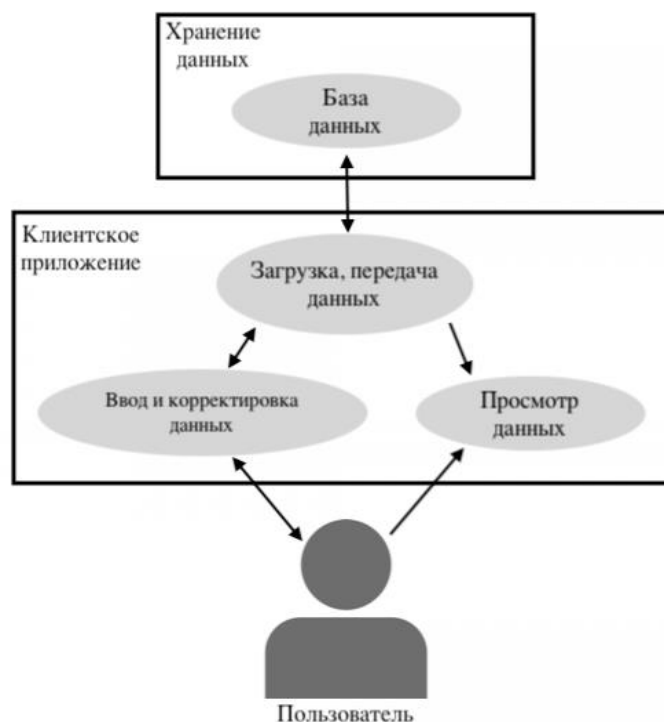 Хранение
данных
База
данных
Клиентское
приложение
Загрузка, передача
данных
Ввод и корректировка
данных
Просмотр
данных
Пользователь